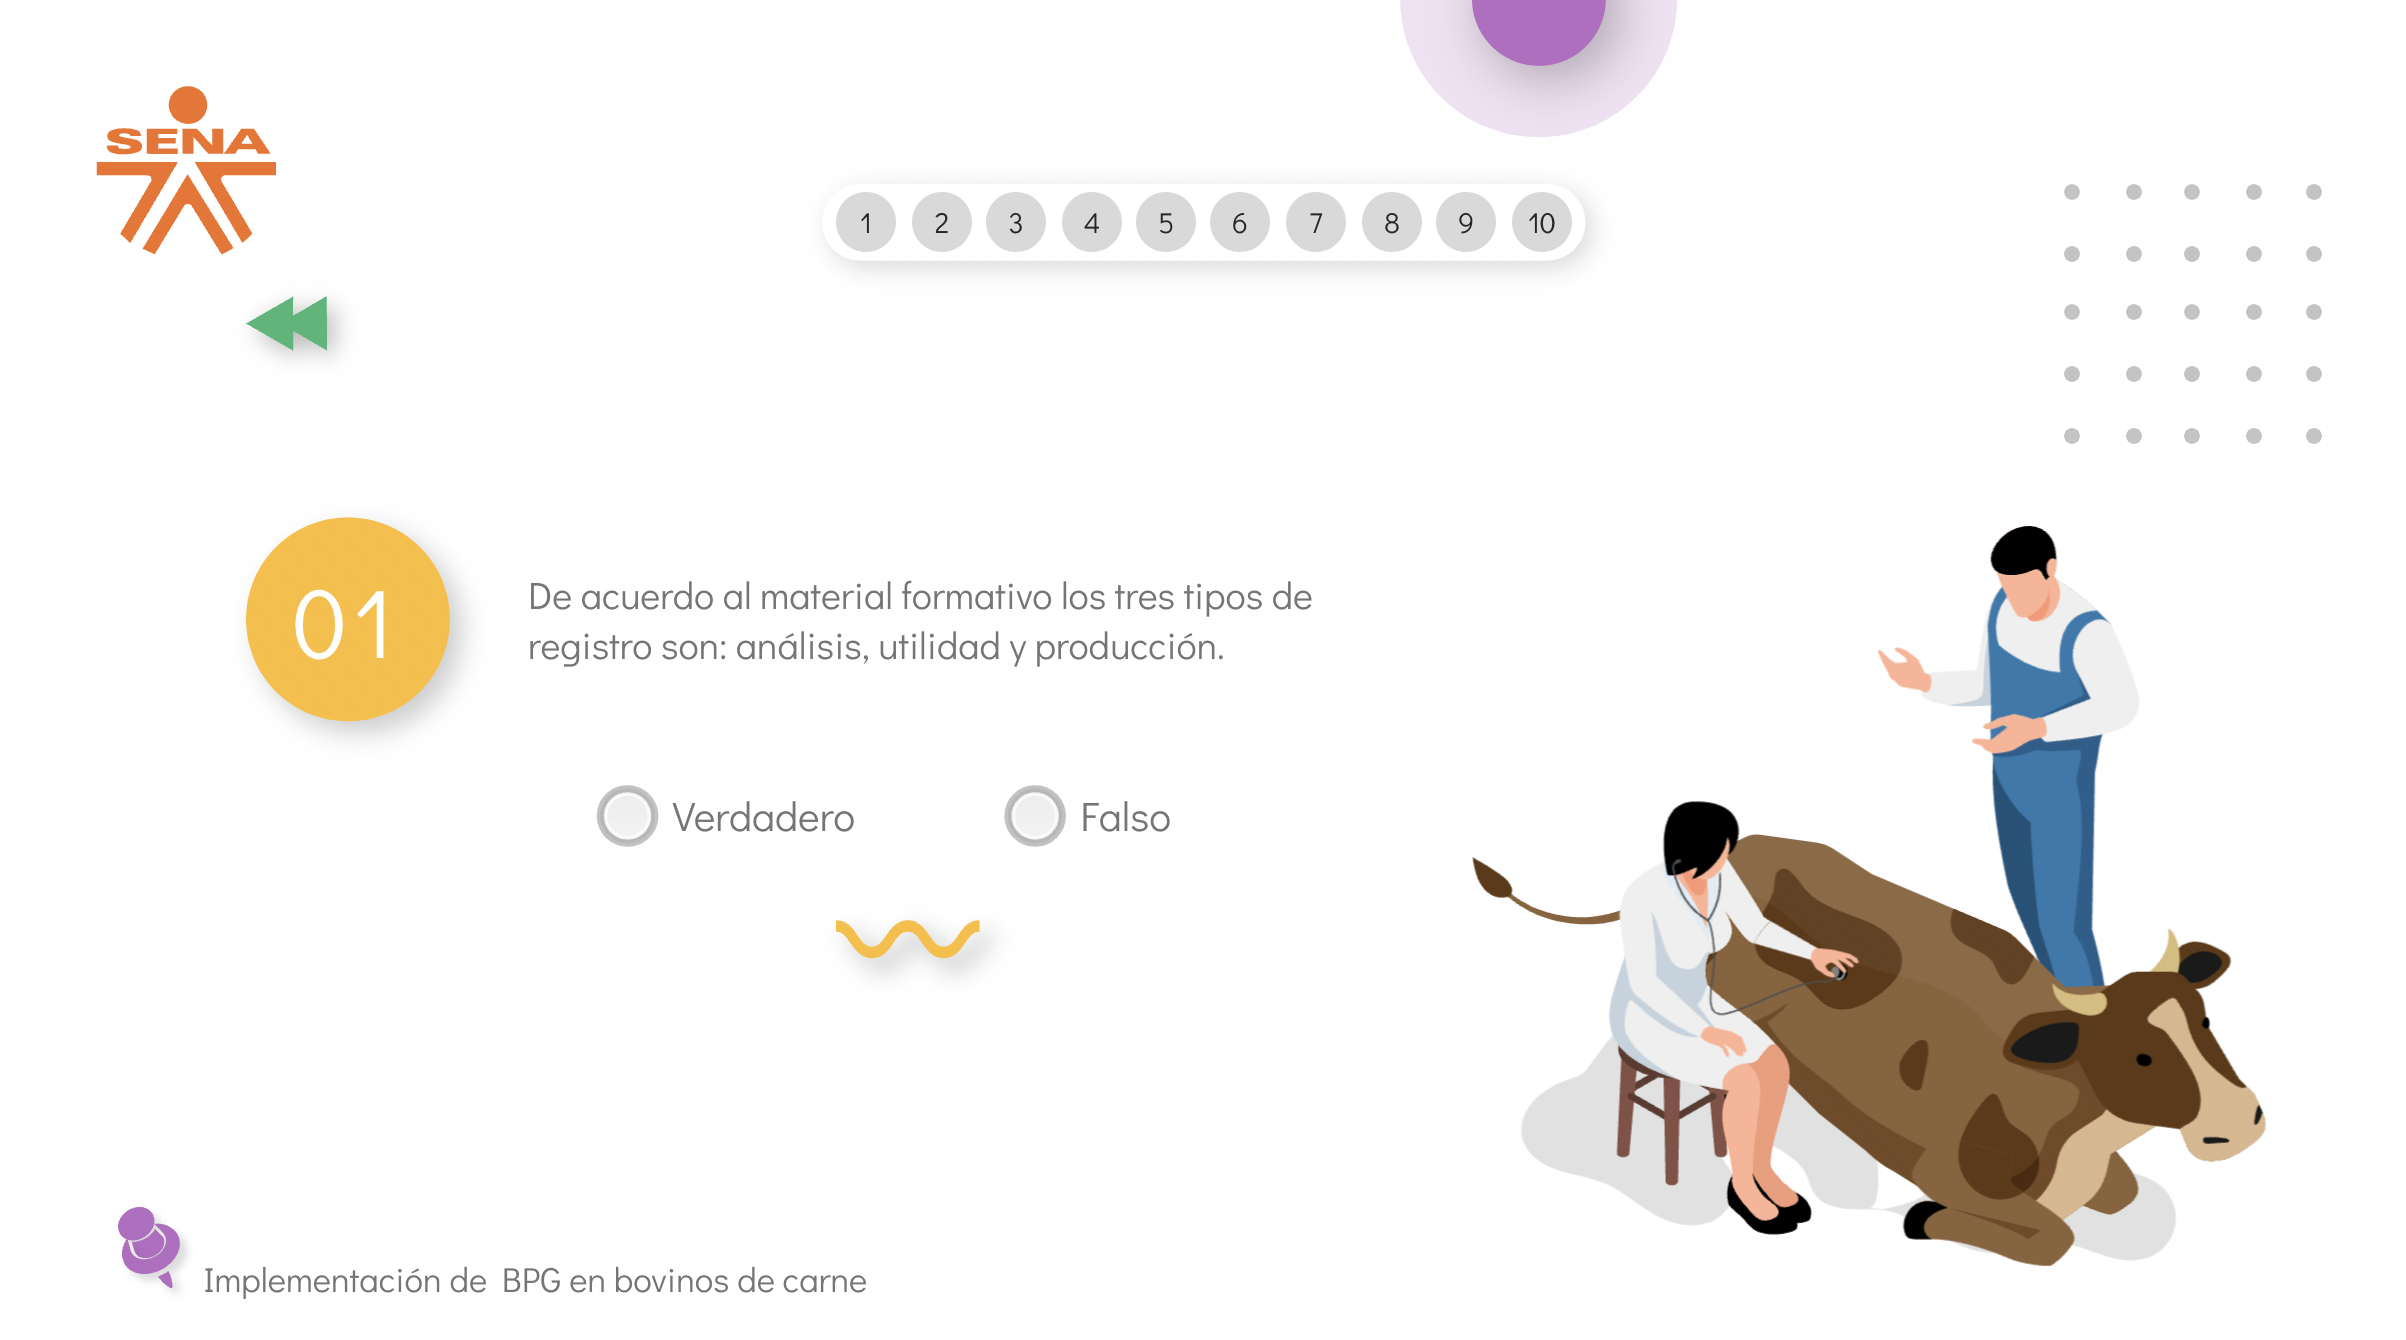 SENA
1 2 3 4 5 6 7 8 9 10
01
De acuerdo al material formativo los tres tipos de
registro son: análisis, utilidad y producción.
Verdadero Falso
Implementación de BPG en bovinos de carne